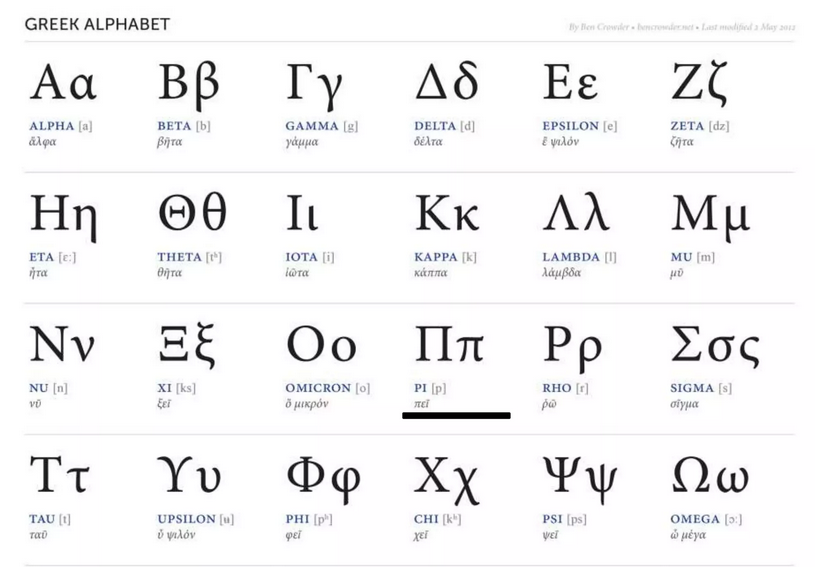 GREEK ALPHABET
By Ben Crowder • bencrowder.net • Last modified 2 May 2012
Αα Ββ Γγ Δδ Εε Ζζ
ALPHA [a] BETA [b] GAMMA [g] DELTA [d] EPSILON [e] ZETA [dz]
ἄλφα βῆτα γάμμα δέλτα ἒ ψιλόν ζῆτα
Ηη Θθ Ιι Κκ Λλ Μμ
ETA [ɛː] THETA [tʰ] IOTA [i] KAPPA [k] LAMBDA [l] MU [m]
ἦτα θῆτα ἰῶτα κάππα λάμβδα μῦ
Νν Ξξ Οο Ππ Ρρ Σσς
NU [n] XI [ks] OMICRON [o] PI [p] RHO [r] SIGMA [s]
νῦ ξεῖ ὂ μικρόν πεῖ ῥῶ σῖγμα
Ττ Υυ Φφ Χχ Ψψ Ωω
TAU [t] UPSILON [u] PHI [pʰ] CHI [kʰ] PSI [ps] OMEGA [ɔː]
ταῦ ὖ ψιλόν φεῖ χεῖ ψεῖ ὦ μέγα